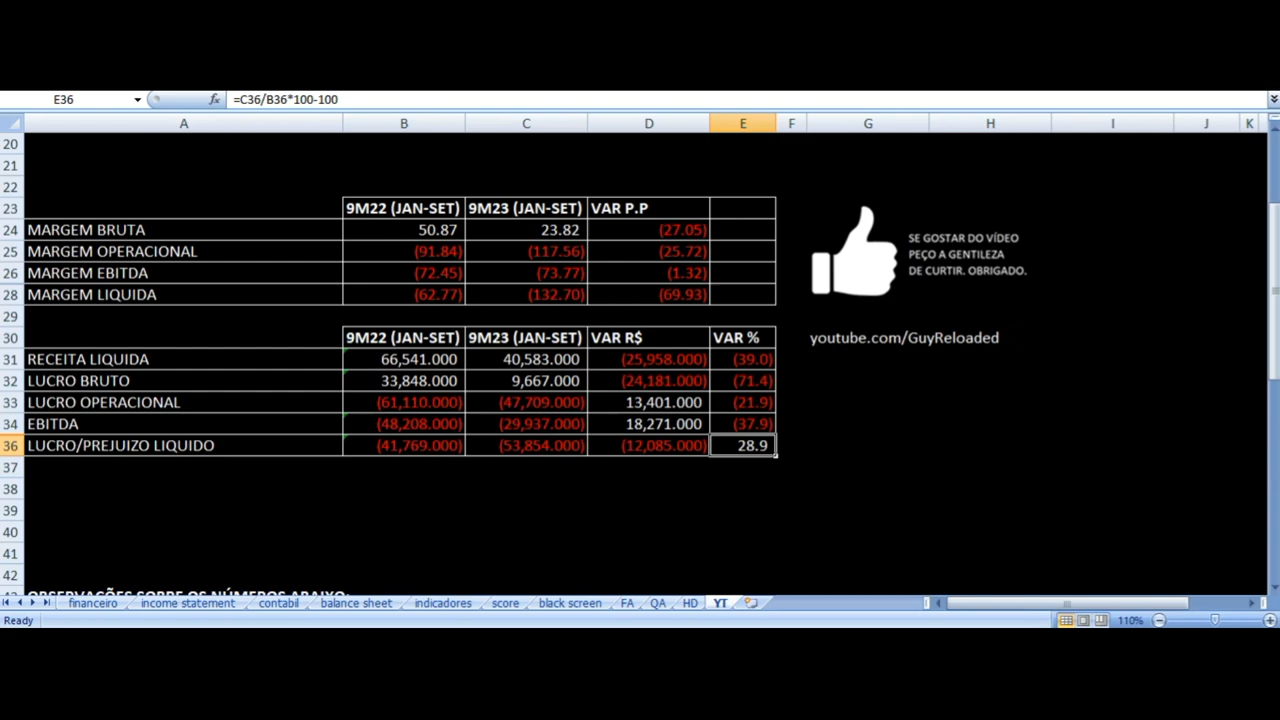 E36 fx =C36/B36*100-100
A B C D E F G H I J K
20
21
22
23 9M22 (JAN-SET) 9M23 (JAN-SET) VAR P.P
24 MARGEM BRUTA 50.87 23.82 (27.05)
25 MARGEM OPERACIONAL (91.84) (117.56) (25.72)
26 MARGEM EBITDA (72.45) (73.77) (1.32)
28 MARGEM LIQUIDA (62.77) (132.70) (69.93)
SE GOSTAR DO VÍDEO
PEÇO A GENTILEZA
DE CURTIR. OBRIGADO.
29
30 9M22 (JAN-SET) 9M23 (JAN-SET) VAR R$ VAR % youtube.com/GuyReloaded
31 RECEITA LIQUIDA 66,541.000 40,583.000 (25,958.000) (39.0)
32 LUCRO BRUTO 33,848.000 9,667.000 (24,181.000) (71.4)
33 LUCRO OPERACIONAL (61,110.000) (47,709.000) 13,401.000 (21.9)
34 EBITDA (48,208.000) (29,937.000) 18,271.000 (37.9)
36 LUCRO/PREJUIZO LIQUIDO (41,769.000) (53,854.000) (12,085.000) 28.9
37
38
39
40
41
42
OBSERVAÇÕES SOBRE OS NÚMEROS ABAIXO:
financeiro income statement contabil balance sheet indicadores score black screen FA QA HD YT
Ready 110%